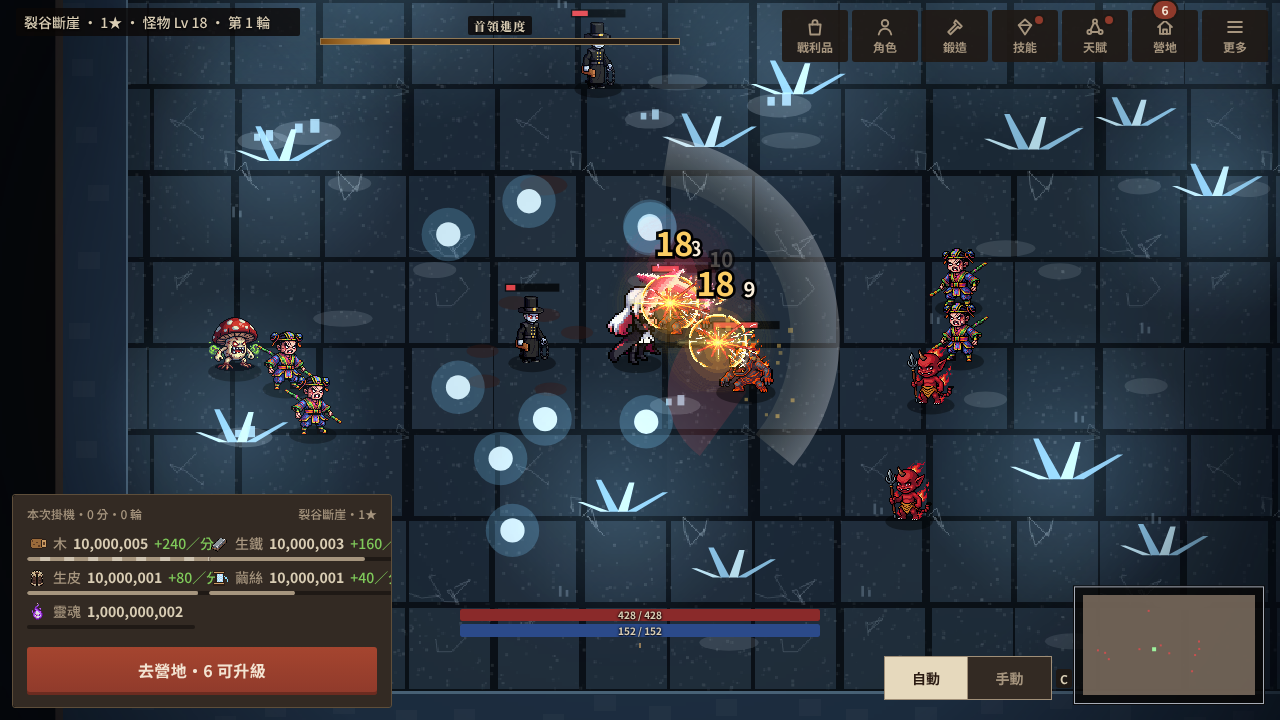 裂谷斷崖 · 1★ · 怪物 Lv 18 · 第 1 輪
首領進度
戰利品
角色
鍛造
技能
天賦
6
營地
更多
18
3
10
18
9
本次掛機·0 分·0 輪
裂谷斷崖·1★
木 10,000,005 +240／分
生鐵 10,000,003 +160／
生皮 10,000,001 +80／分
繭絲 10,000,001 +40／
靈魂 1,000,000,002
去營地·6 可升級
428 / 428
152 / 152
自動
手動
C